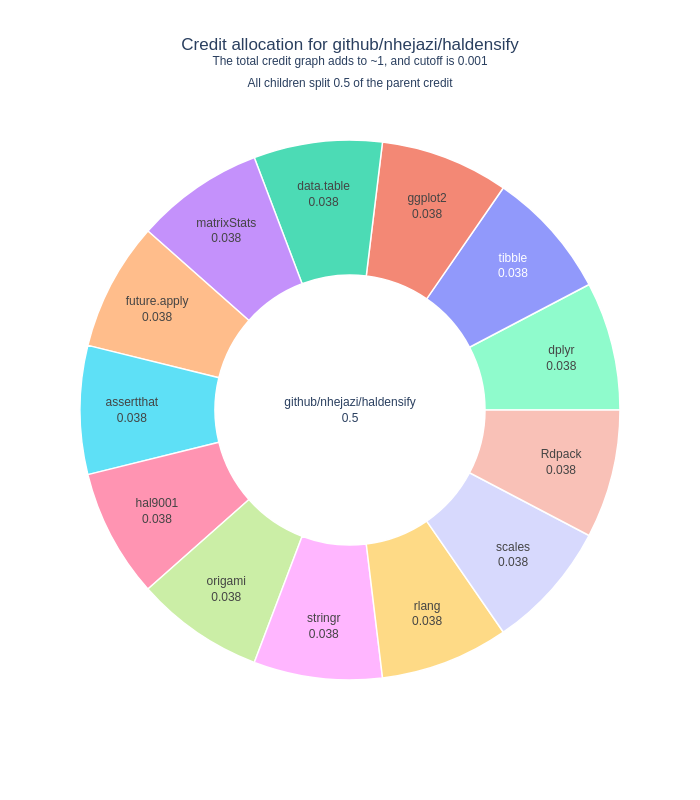 Credit allocation for github/nhejazi/haldensify
The total credit graph adds to ~1, and cutoff is 0.001
All children split 0.5 of the parent credit
data.table
0.038
ggplot2
0.038
matrixStats
0.038
tibble
0.038
future.apply
0.038
dplyr
0.038
assertthat
0.038
github/nhejazi/haldensify
0.5
Rdpack
0.038
hal9001
0.038
scales
0.038
origami
0.038
rlang
0.038
stringr
0.038